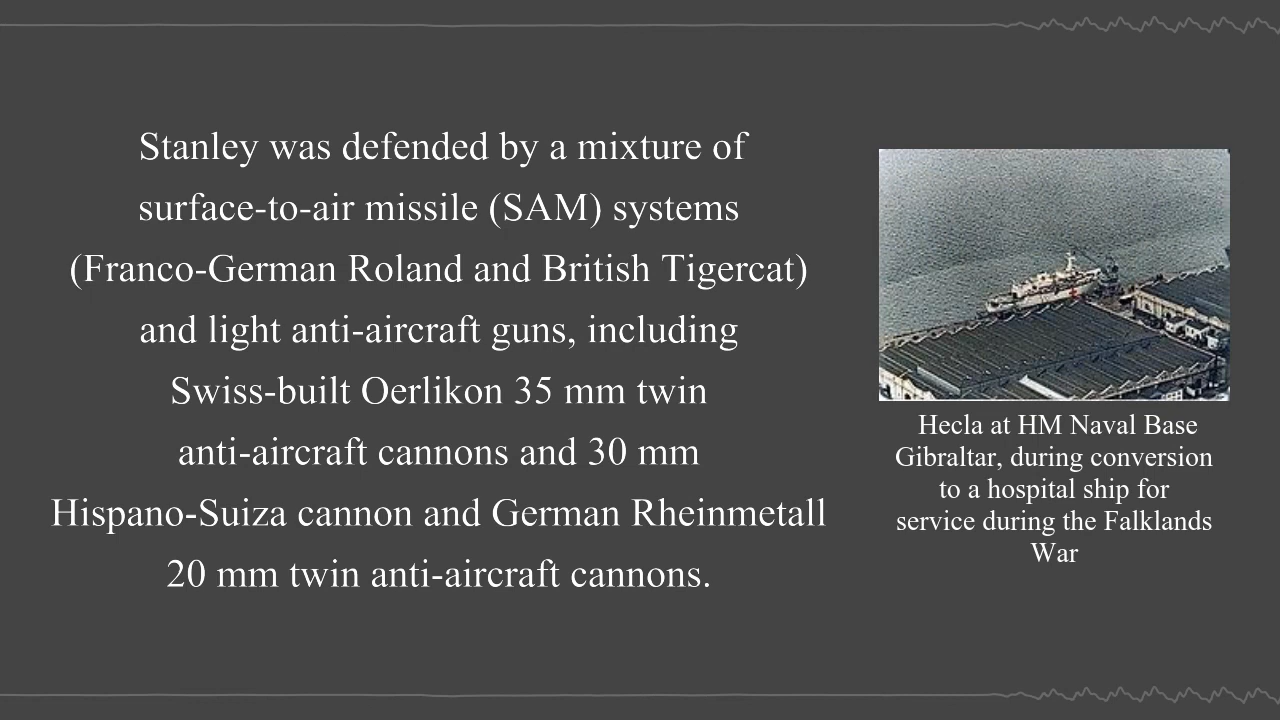 Stanley was defended by a mixture of
surface-to-air missile (SAM) systems
(Franco-German Roland and British Tigercat)
and light anti-aircraft guns, including
Swiss-built Oerlikon 35 mm twin
anti-aircraft cannons and 30 mm
Hispano-Suiza cannon and German Rheinmetall
20 mm twin anti-aircraft cannons.
Hecla at HM Naval Base
Gibraltar, during conversion
to a hospital ship for
service during the Falklands
War